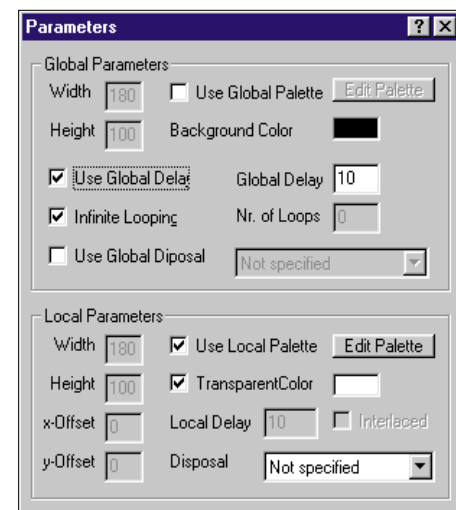 Parameters
Global Parameters
Width 180 Use Global Palette Edit Palette
Height 100 Background Color
Use Global Delay Global Delay 10
Infinite Looping Nr. of Loops 0
Use Global Diposal Not specified
Local Parameters
Width 180 Use Local Palette Edit Palette
Height 100 TransparentColor
x-Offset 0 Local Delay 10 Interlaced
y-Offset 0 Disposal Not specified